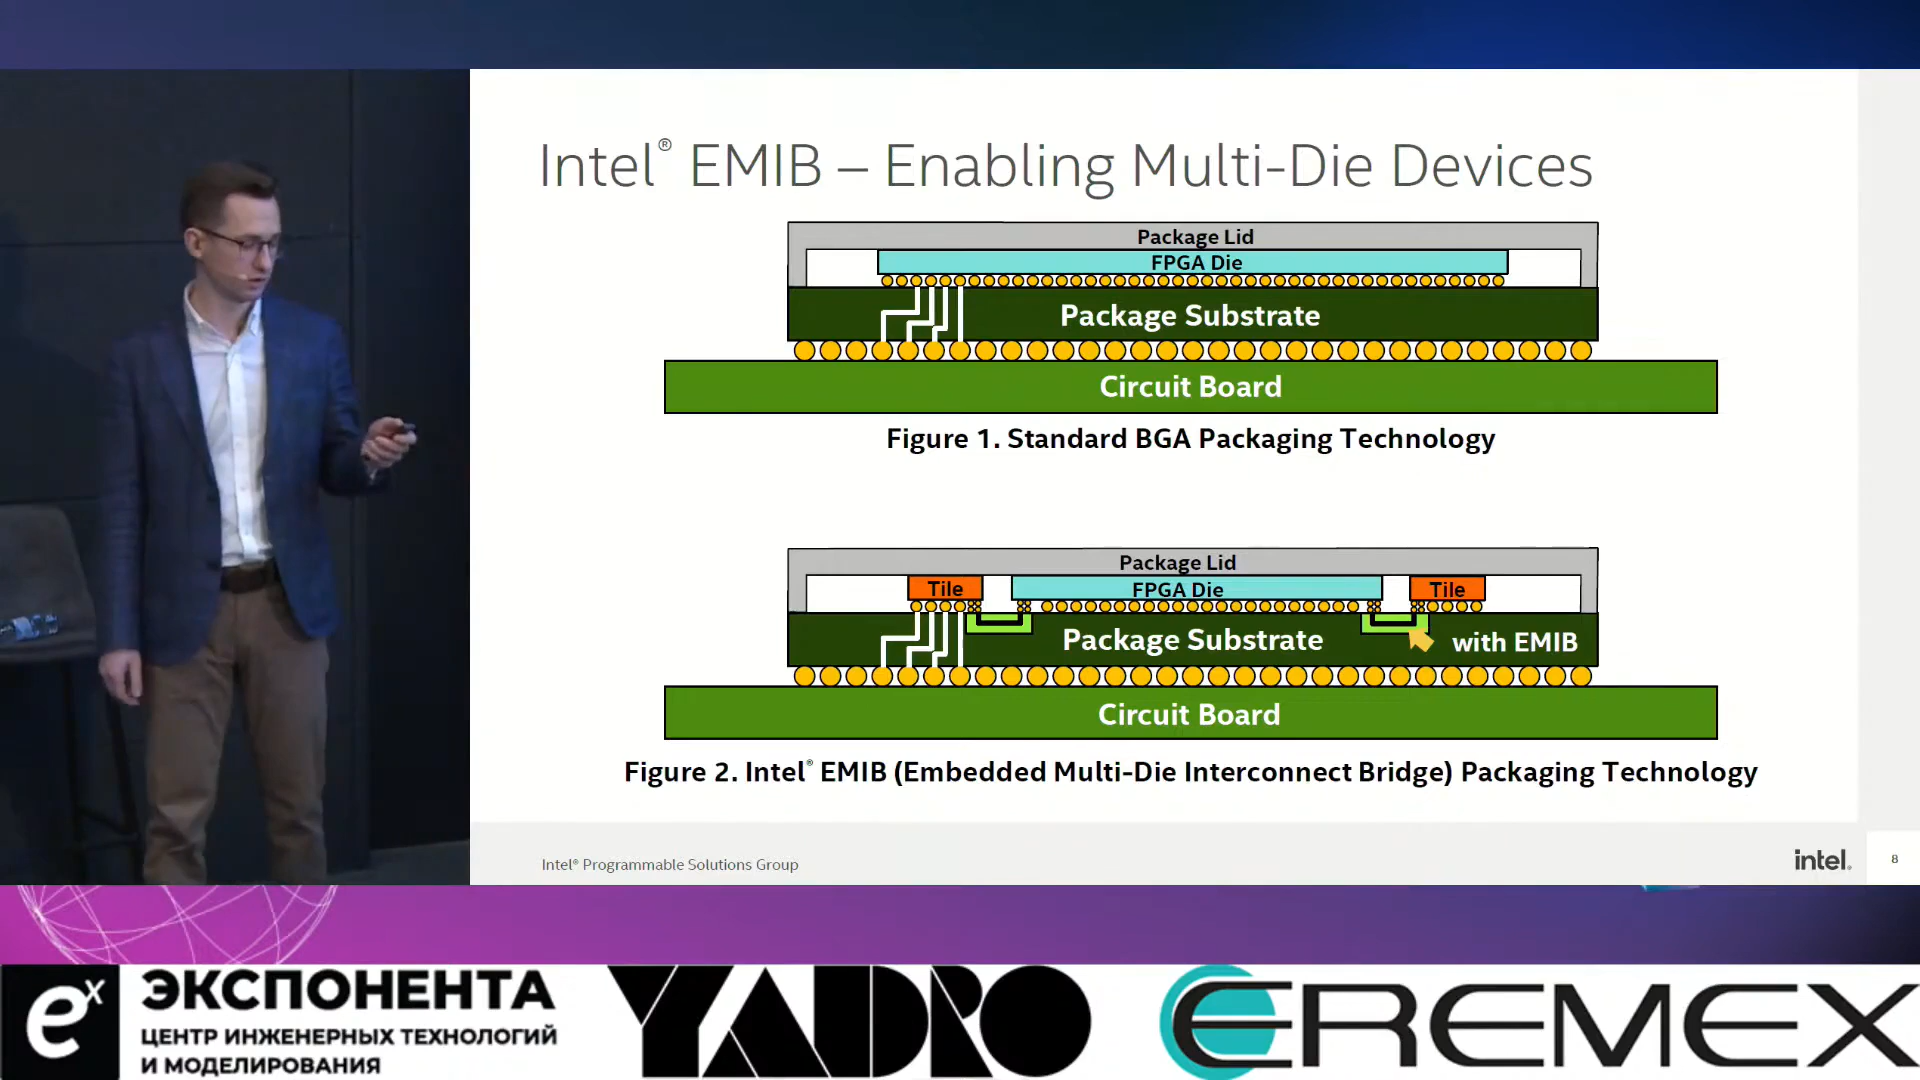 Intel® EMIB – Enabling Multi-Die Devices
Package Lid
FPGA Die
Package Substrate
Circuit Board
Figure 1. Standard BGA Packaging Technology
Package Lid
Tile
FPGA Die
Tile
Package Substrate
with EMIB
Circuit Board
Figure 2. Intel® EMIB (Embedded Multi-Die Interconnect Bridge) Packaging Technology
Intel® Programmable Solutions Group
intel.
8
ex
ЭКСПОНЕНТА
ЦЕНТР ИНЖЕНЕРНЫХ ТЕХНОЛОГИЙ
И МОДЕЛИРОВАНИЯ
YADRO
EREMEX